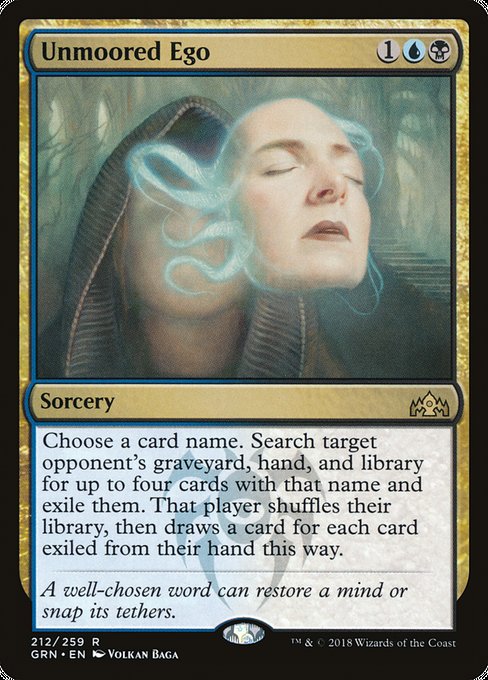 Unmoored Ego 1
Sorcery
Choose a card name. Search target
opponent's graveyard, hand, and library
for up to four cards with that name and
exile them. That player shuffles their
library, then draws a card for each card
exiled from their hand this way.
A well-chosen word can restore a mind or
snap its tethers.
212/259 R
GRN • EN Volkan Baga
™ & © 2018 Wizards of the Coast